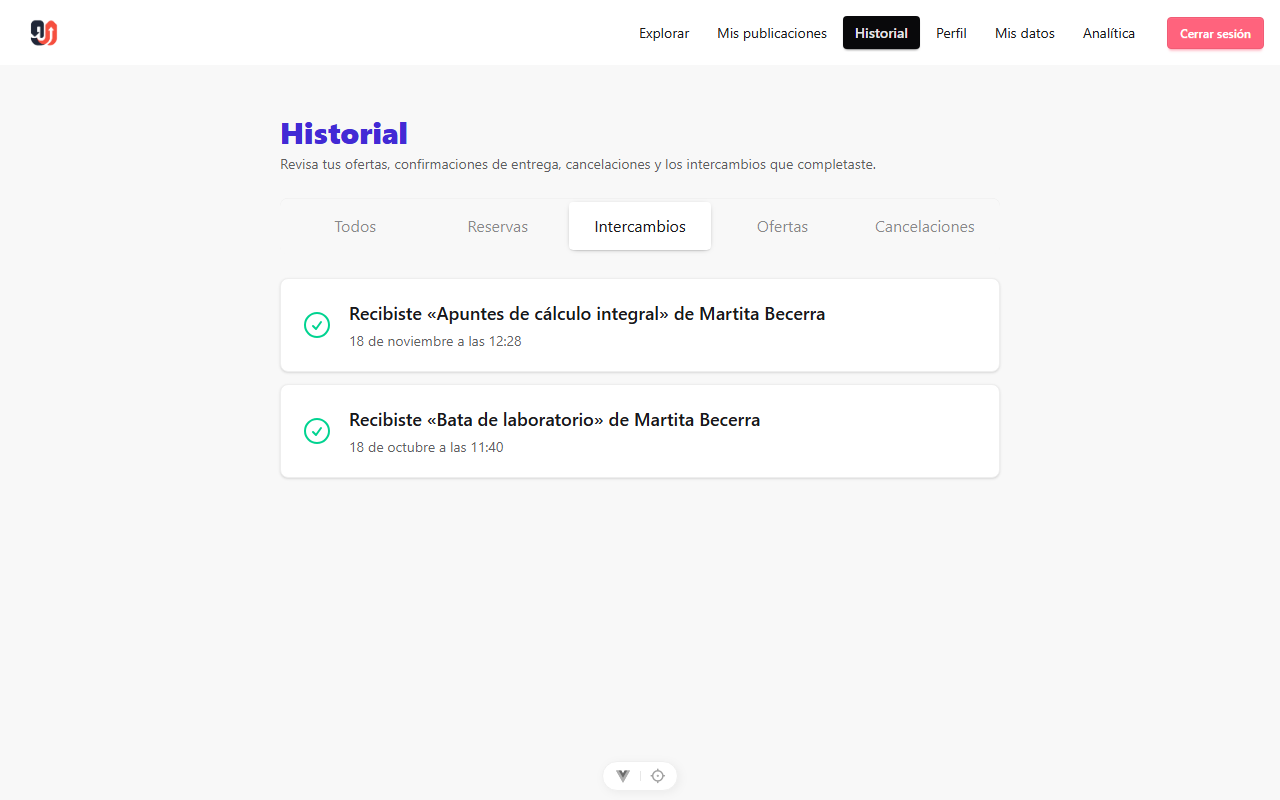 Explorar Mis publicaciones Historial Perfil Mis datos Analítica Cerrar sesión
Historial
Revisa tus ofertas, confirmaciones de entrega, cancelaciones y los intercambios que completaste.
Todos Reservas Intercambios Ofertas Cancelaciones
Recibiste «Apuntes de cálculo integral» de Martita Becerra
18 de noviembre a las 12:28
Recibiste «Bata de laboratorio» de Martita Becerra
18 de octubre a las 11:40